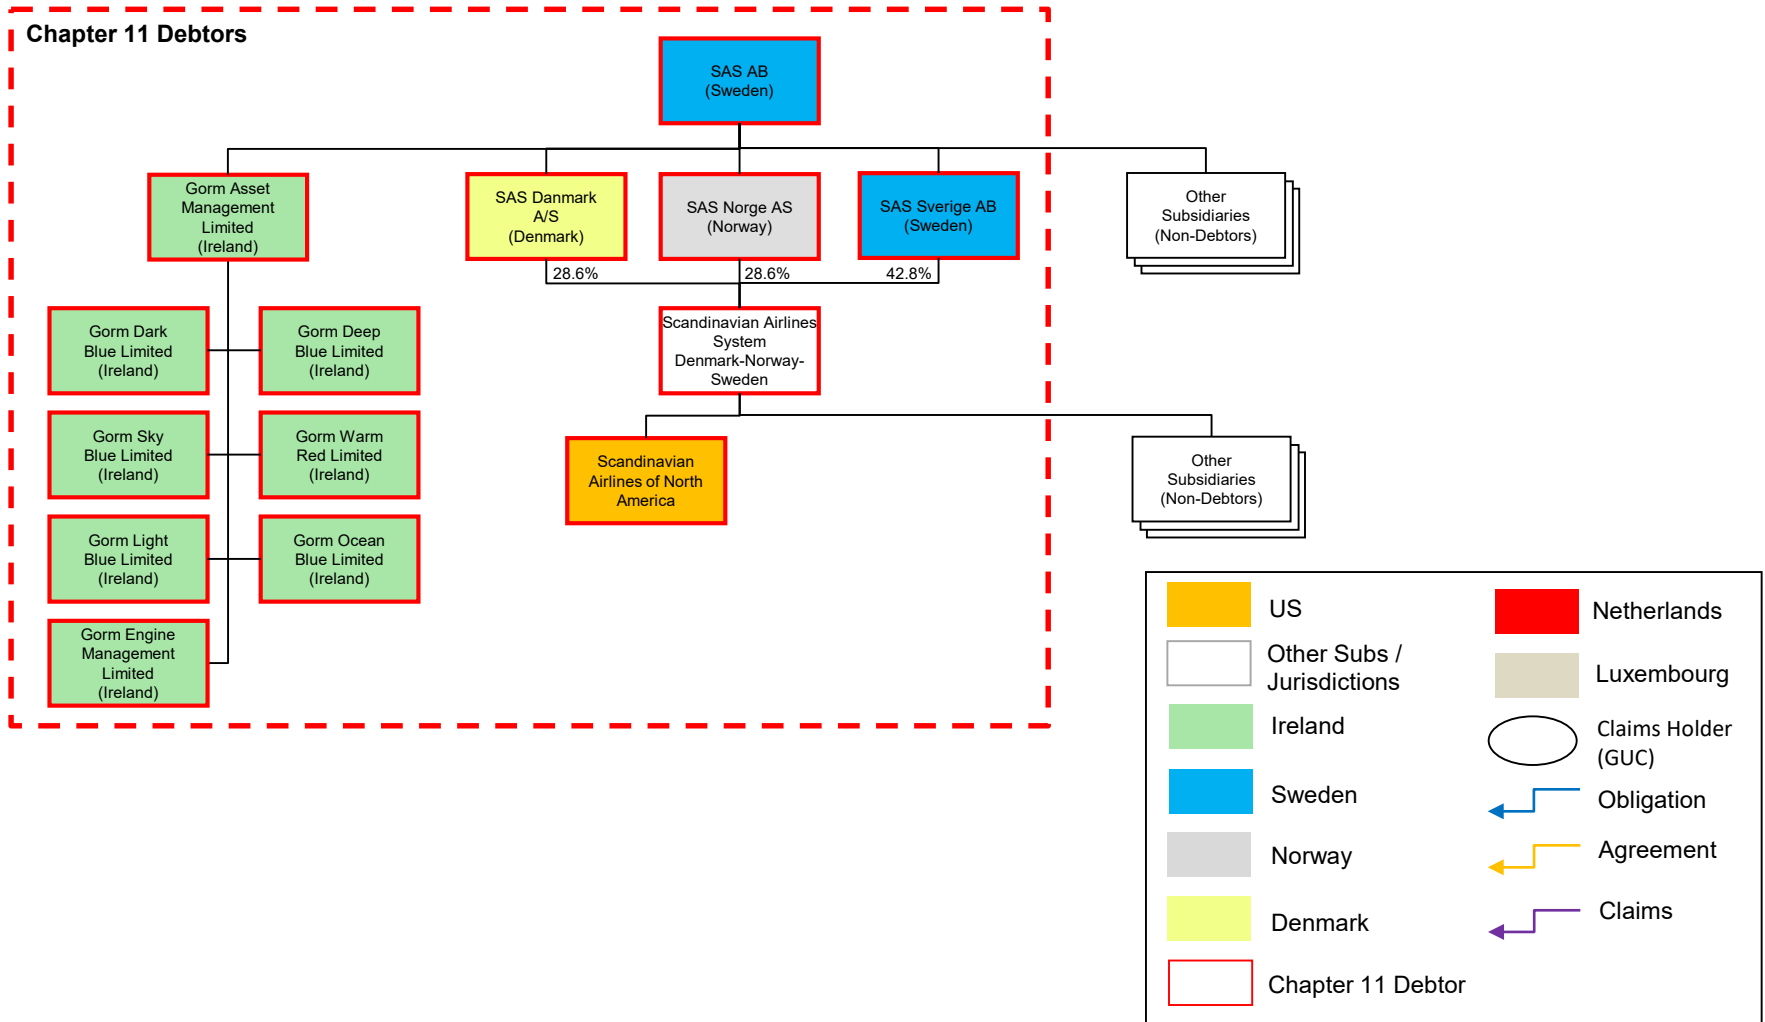 Chapter 11 Debtors
SAS AB
(Sweden)
Gorm Asset
Management
Limited
(Ireland)
SAS Danmark
A/S
(Denmark)
SAS Norge AS
(Norway)
SAS Sverige AB
(Sweden)
Other
Subsidiaries
(Non-Debtors)
28.6%
28.6%
42.8%
Gorm Dark
Blue Limited
(Ireland)
Gorm Deep
Blue Limited
(Ireland)
Scandinavian Airlines
System
Denmark-Norway-
Sweden
Gorm Sky
Blue Limited
(Ireland)
Gorm Warm
Red Limited
(Ireland)
Scandinavian
Airlines of North
America
Other
Subsidiaries
(Non-Debtors)
Gorm Light
Blue Limited
(Ireland)
Gorm Ocean
Blue Limited
(Ireland)
Gorm Engine
Management
Limited
(Ireland)
US
Other Subs /
Jurisdictions
Ireland
Sweden
Norway
Denmark
Chapter 11 Debtor
Netherlands
Luxembourg
Claims Holder
(GUC)
Obligation
Agreement
Claims